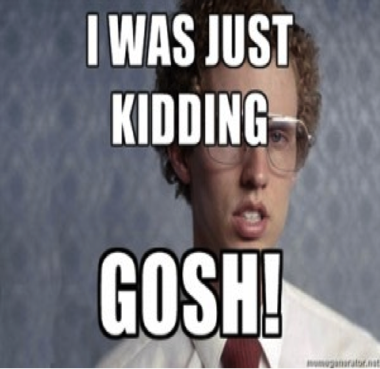 I WAS JUST
KIDDING
GOSH!
memegenerator.net